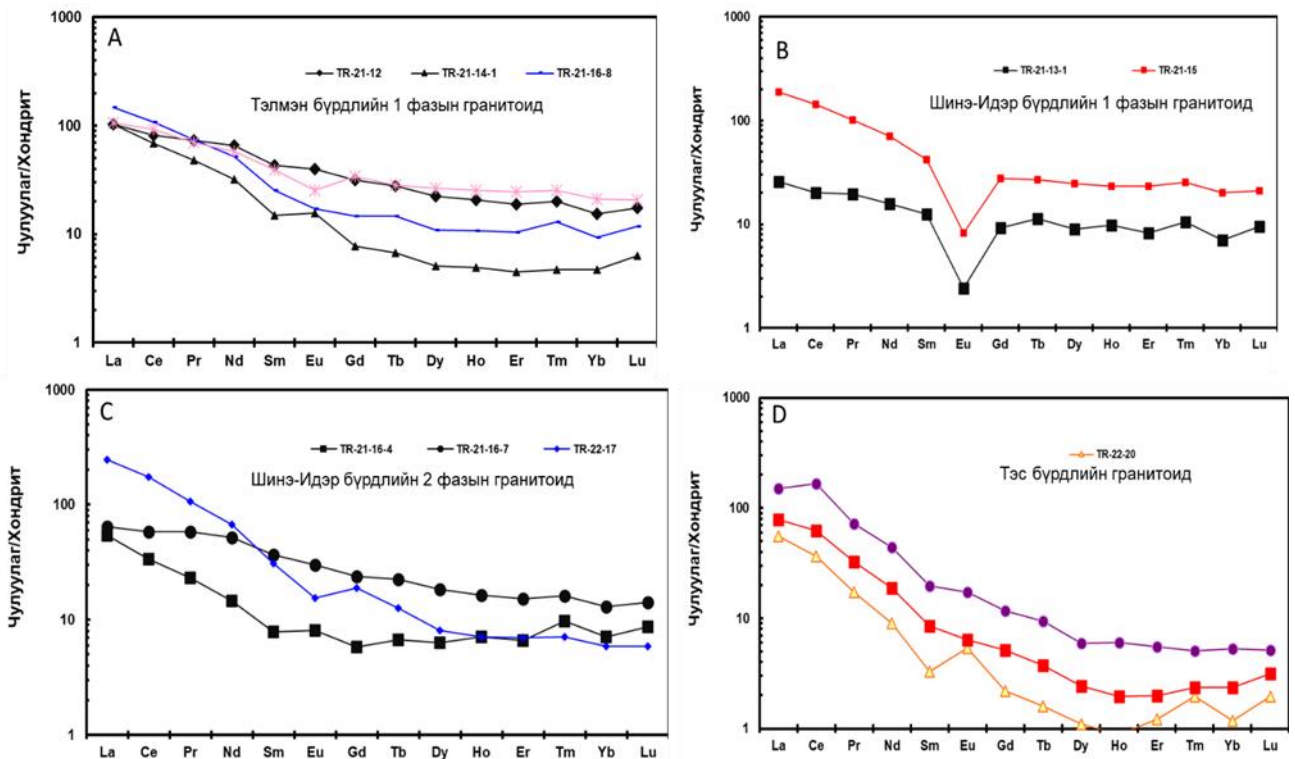 A
TR-21-12 TR-21-14-1 TR-21-16-8
Тэлмэн бүрдлийн 1 фазын гранитоид
Чулуулаг/Хондрит
1000
100
10
1
La Ce Pr Nd Sm Eu Gd Tb Dy Ho Er Tm Yb Lu
B
TR-21-13-1 TR-21-15
Шинэ-Идэр бүрдлийн 1 фазын гранитоид
Чулуулаг/Хондрит
1000
100
10
1
La Ce Pr Nd Sm Eu Gd Tb Dy Ho Er Tm Yb Lu
C
TR-21-16-4 TR-21-16-7 TR-22-17
Шинэ-Идэр бүрдлийн 2 фазын гранитоид
Чулуулаг/Хондрит
1000
100
10
1
La Ce Pr Nd Sm Eu Gd Tb Dy Ho Er Tm Yb Lu
D
TR-22-20
Тэс бүрдлийн гранитоид
Чулуулаг/Хондрит
1000
100
10
1
La Ce Pr Nd Sm Eu Gd Tb Dy Ho Er Tm Yb Lu